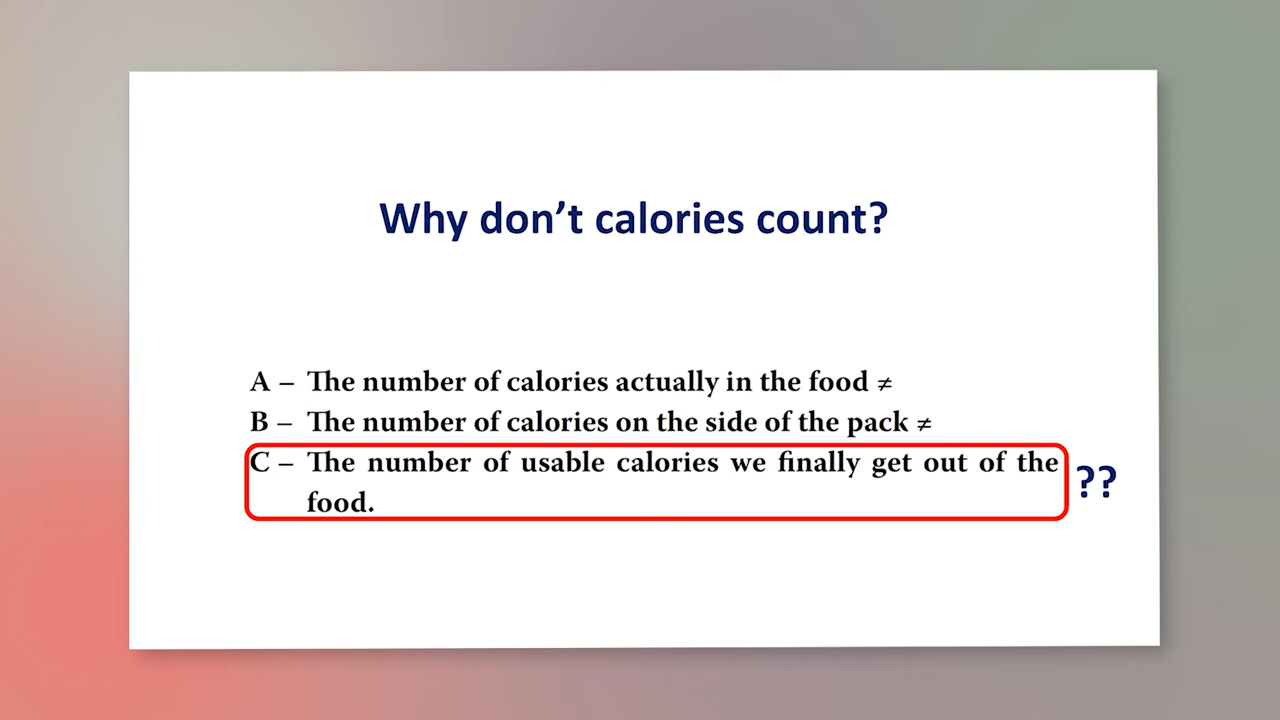 Why don’t calories count?
A – The number of calories actually in the food ≠
B – The number of calories on the side of the pack ≠
C – The number of usable calories we finally get out of the
food.
??